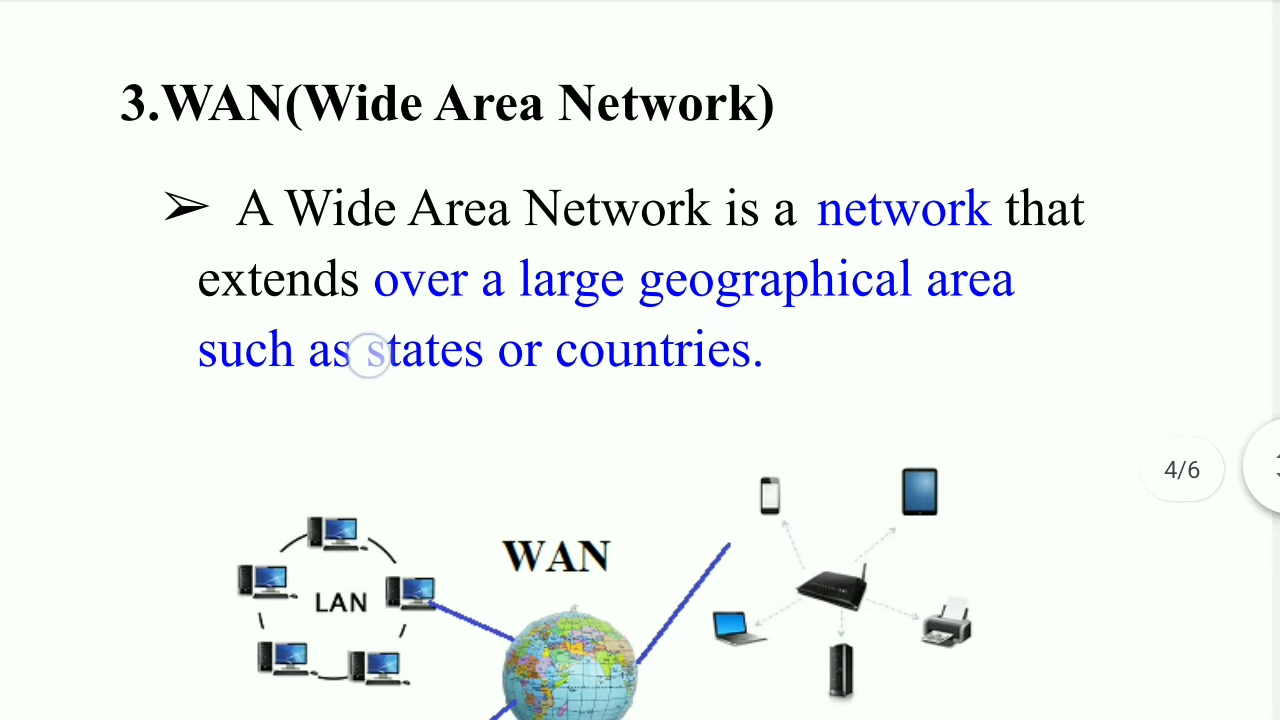 3.WAN(Wide Area Network)
➢ A Wide Area Network is a network that
extends over a large geographical area
such as states or countries.
4/6
WAN
LAN